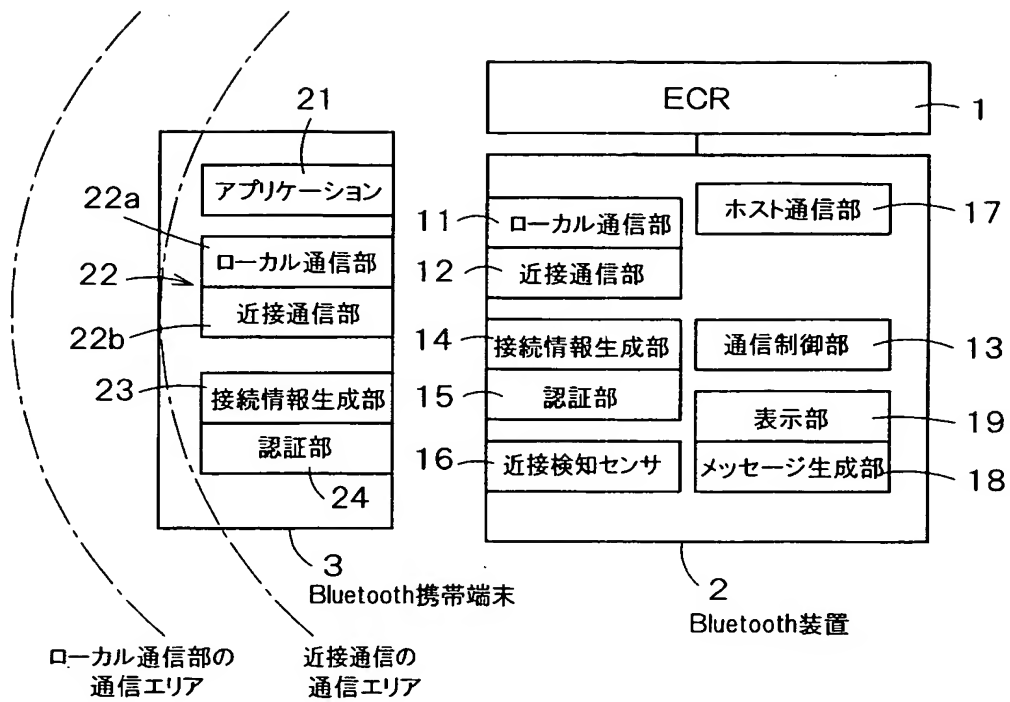 ECR
1
21
アプリケーション
22a
ローカル通信部
22
近接通信部
22b
23
接続情報生成部
認証部
24
3
Bluetooth携帯端末
11
ローカル通信部
12
近接通信部
14
接続情報生成部
15
認証部
16
近接検知センサ
ホスト通信部
17
通信制御部
13
表示部
19
メッセージ生成部
18
2
Bluetooth装置
ローカル通信部の
通信エリア
近接通信の
通信エリア